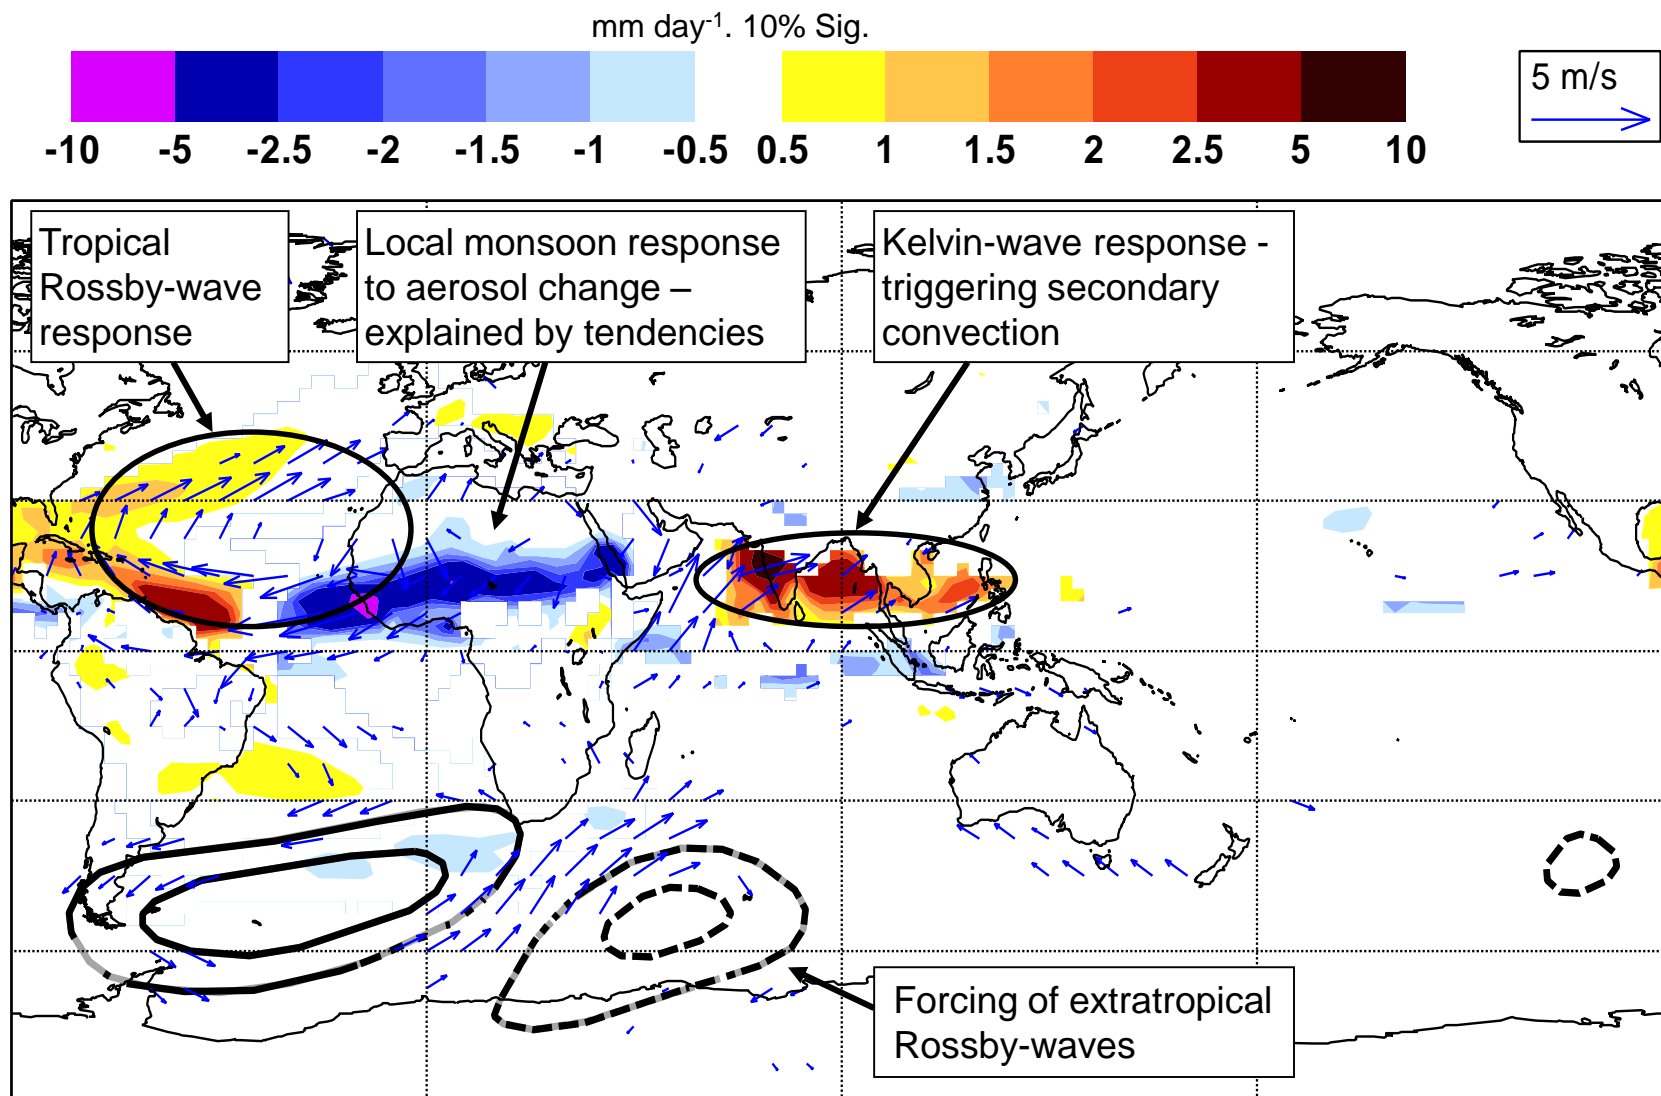 mm day⁻¹. 10% Sig.
5 m/s
-10 -5 -2.5 -2 -1.5 -1 -0.5 0.5 1 1.5 2 2.5 5 10
Tropical
Rossby-wave
response
Local monsoon response
to aerosol change –
explained by tendencies
Kelvin-wave response -
triggering secondary
convection
Forcing of extratropical
Rossby-waves